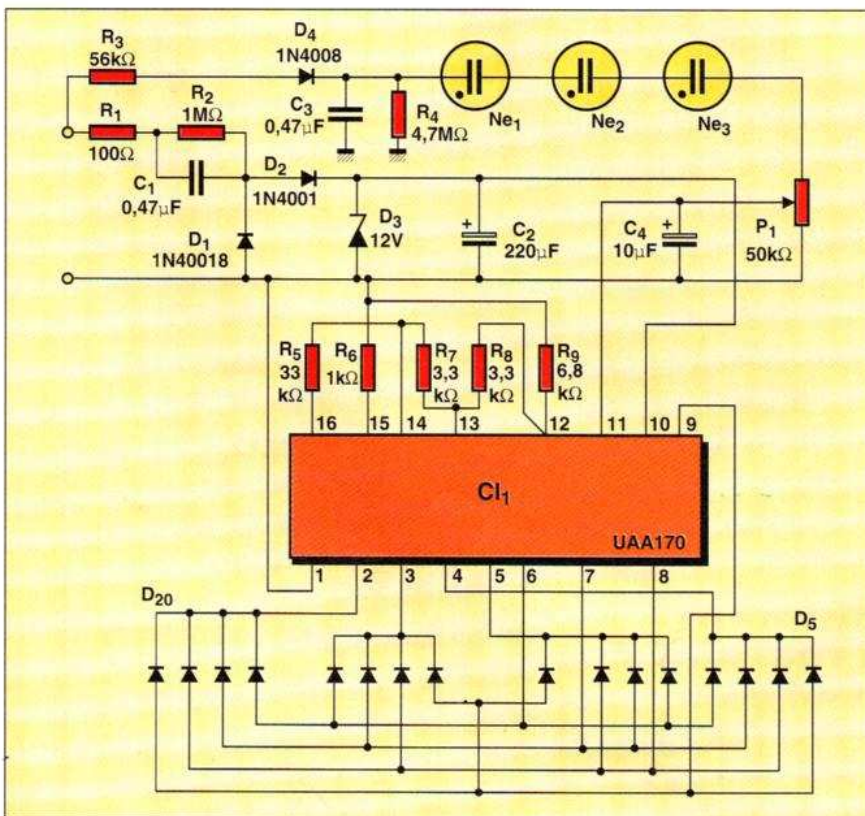 R3
56kΩ
D4
1N4008
R1
100Ω
R2
1MΩ
C3
0,47µF
R4
4,7MΩ
Ne1
Ne2
Ne3
C1
0,47µF
D2
1N4001
D1
1N40018
D3
12V
+
C2
220µF
C4
+
10µF
P1
50kΩ
R5
33
kΩ
R6
1kΩ
R7
3,3
kΩ
R8
3,3
kΩ
R9
6,8
kΩ
16 15 14 13 12 11 10 9
CI1
UAA170
1 2 3 4 5 6 7 8
D20
D5